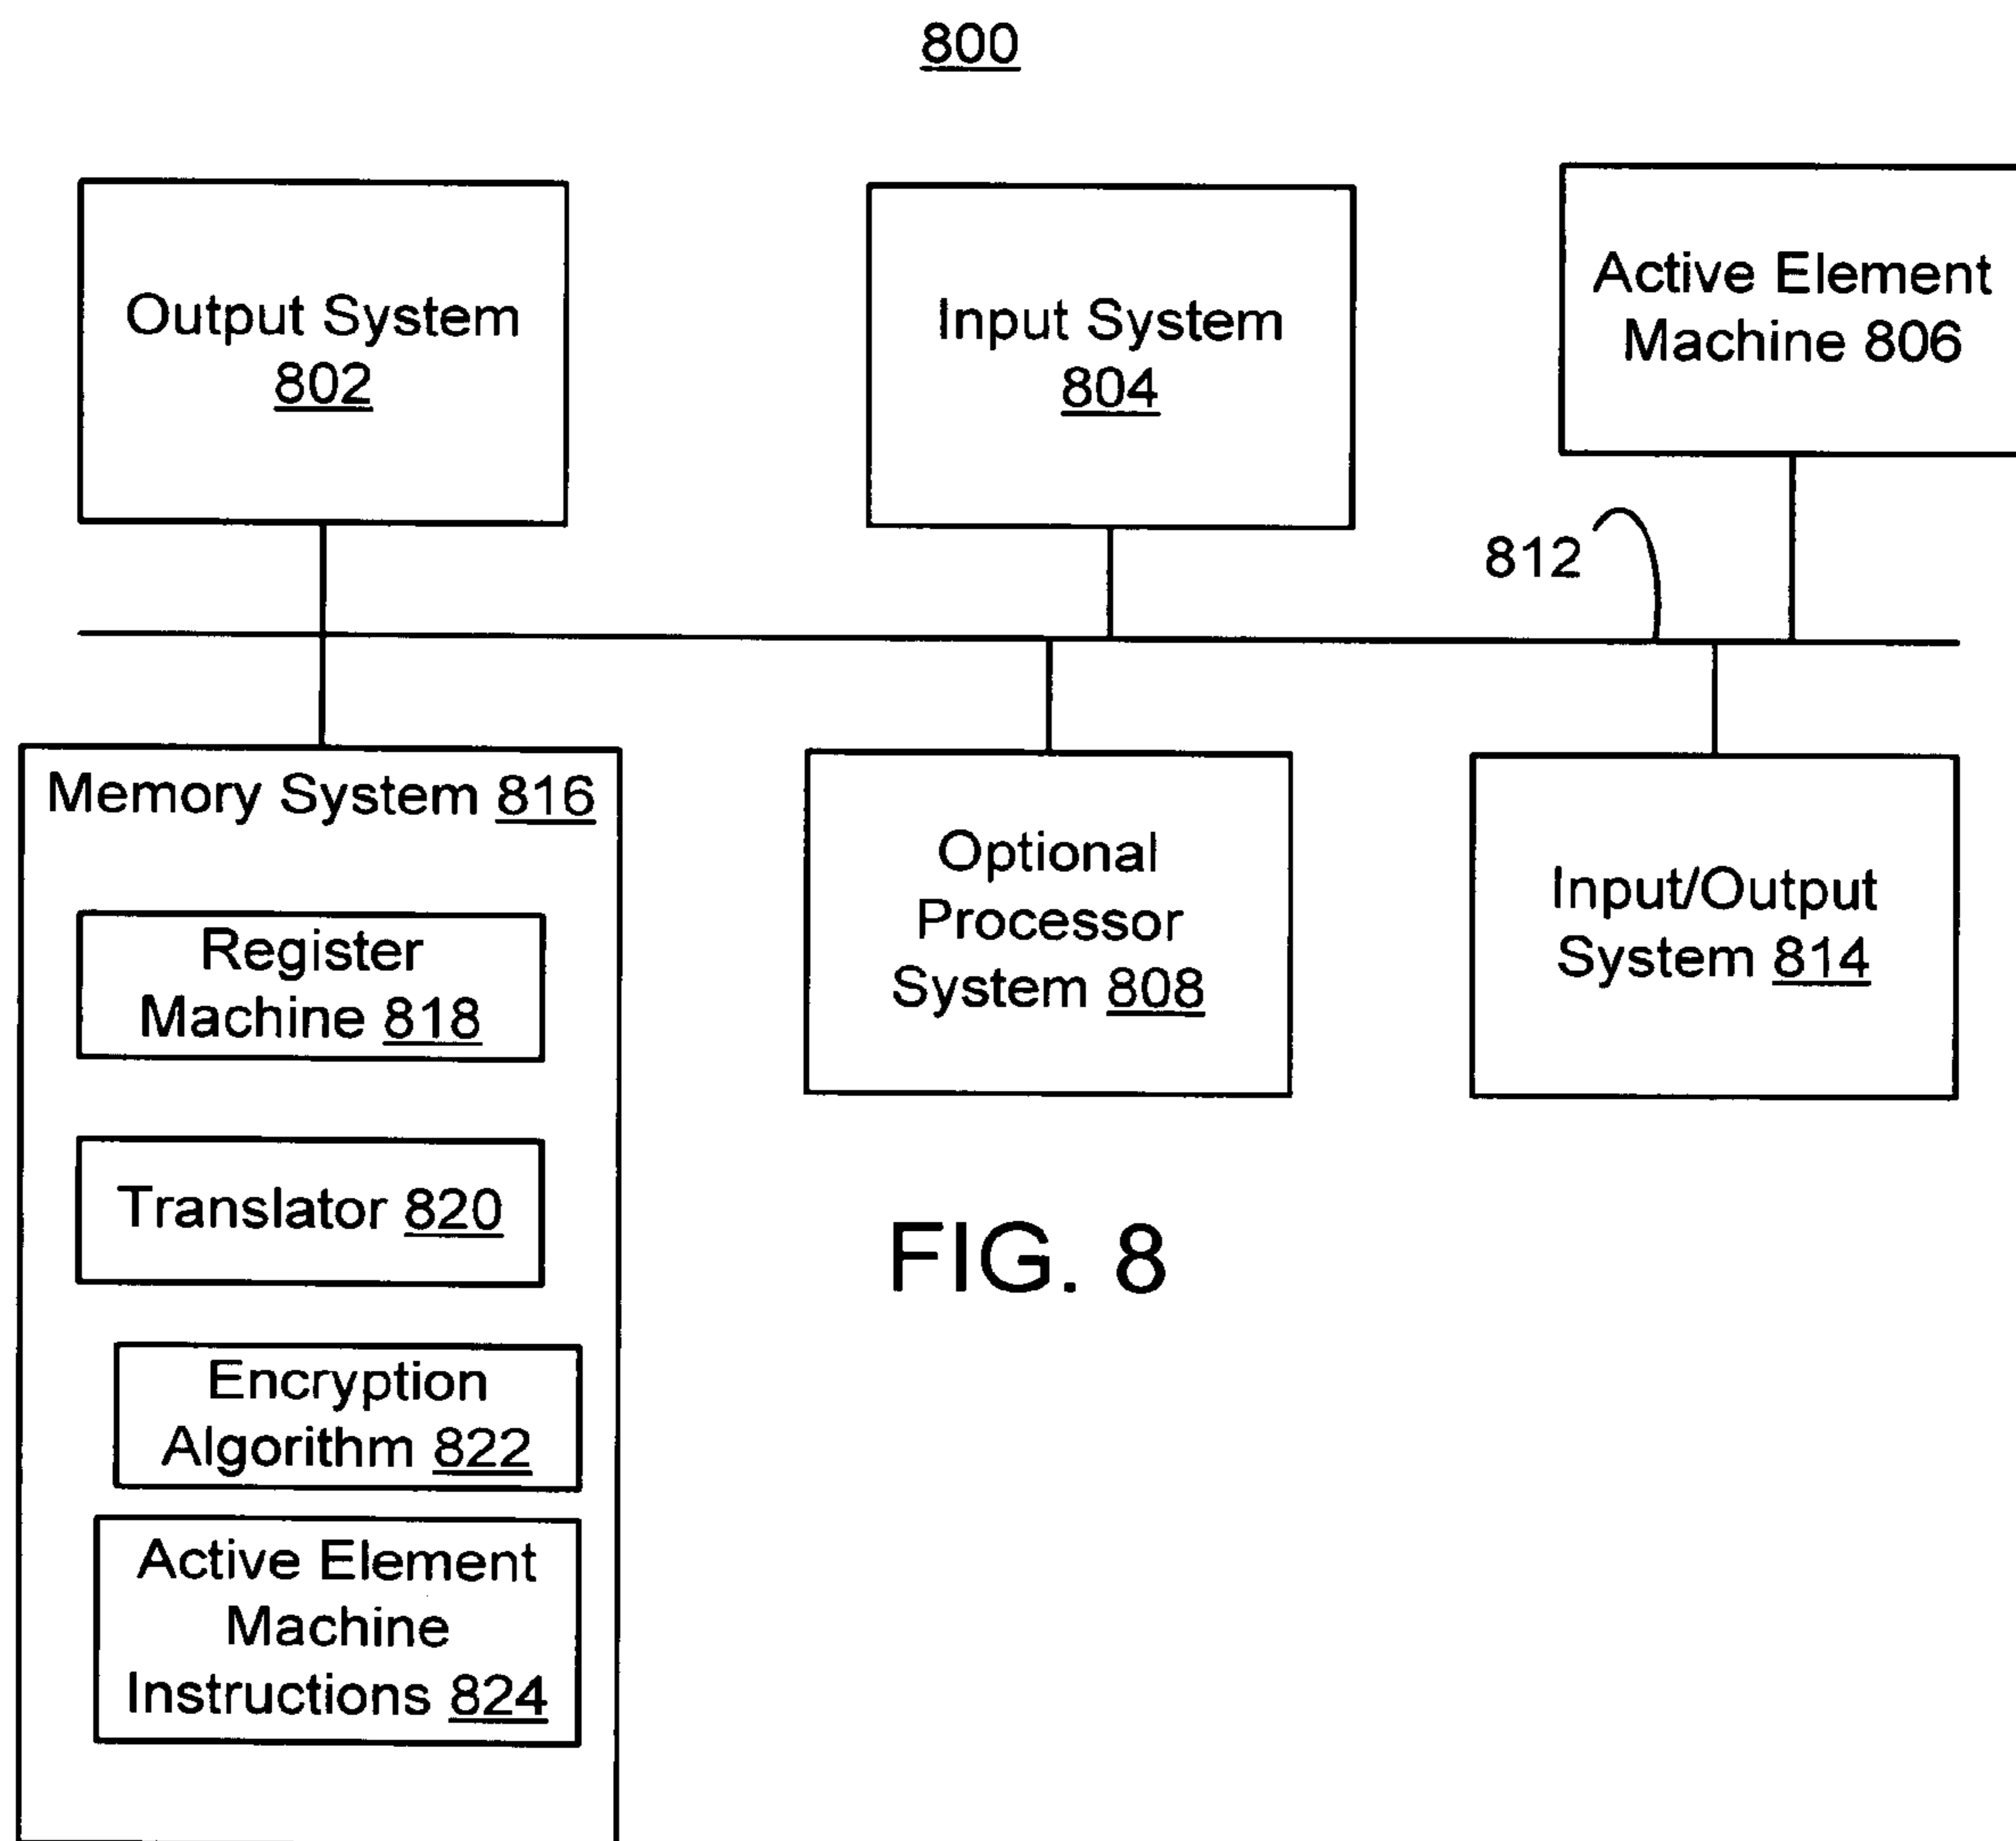 800
Output System
802
Input System
804
Active Element
Machine 806
812
Memory System 816
Register
Machine 818
Translator 820
Encryption
Algorithm 822
Active Element
Machine
Instructions 824
Optional
Processor
System 808
Input/Output
System 814
FIG. 8